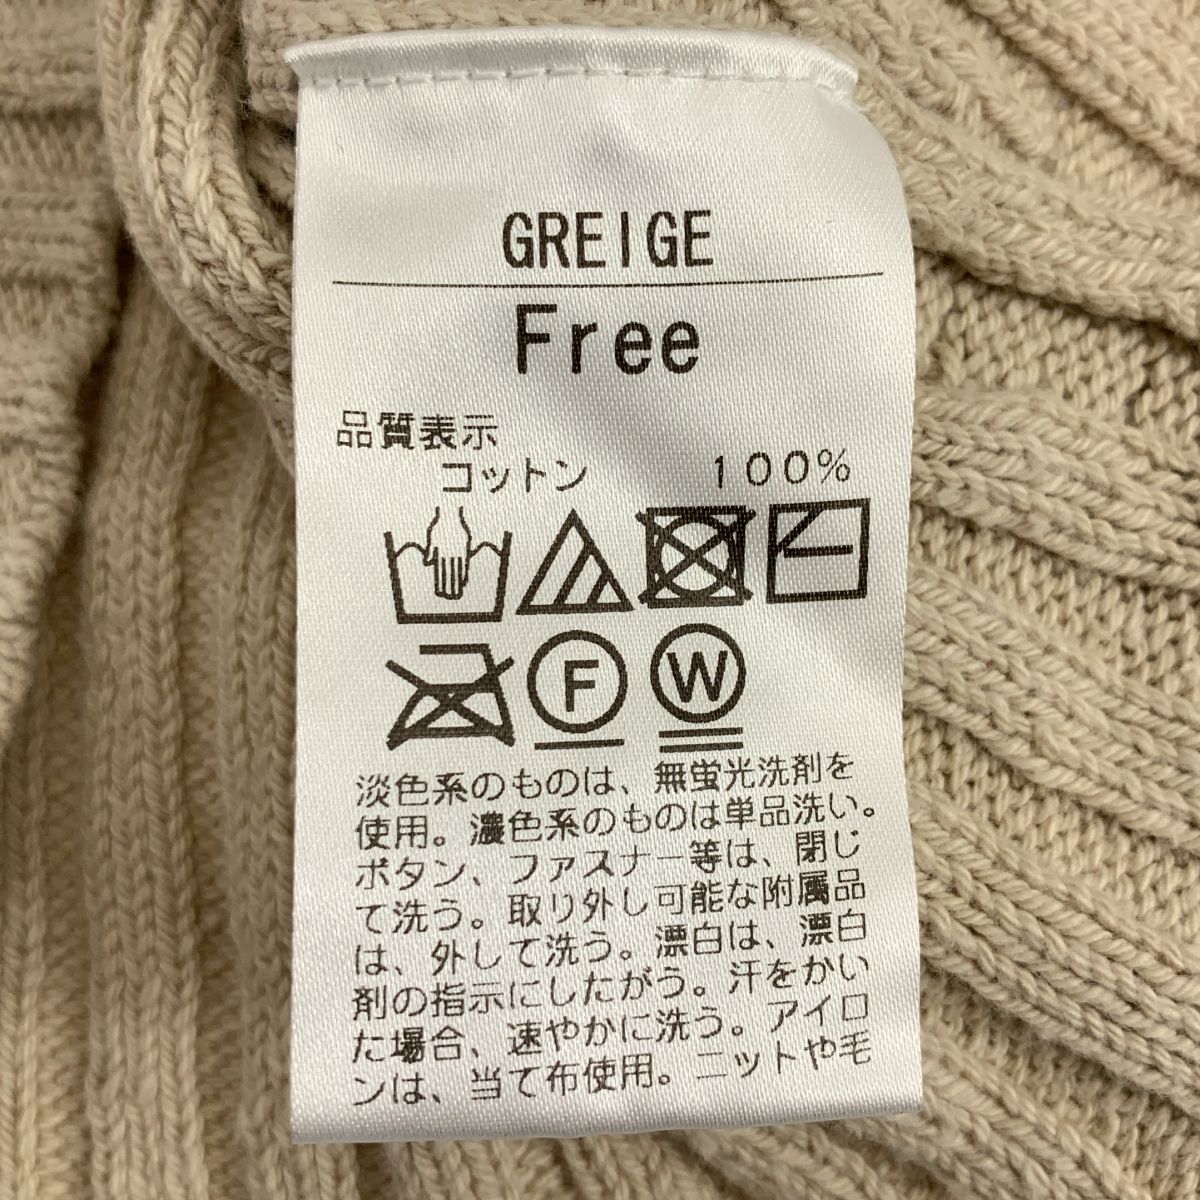 GREIGE
Free
品質表示
コットン 100%
F W
淡色系のものは、無蛍光洗剤を
使用。濃色系のものは単品洗い。
ボタン、ファスナー等は、閉じ
て洗う。取り外し可能な附属品
は、外して洗う。漂白は、漂白
剤の指示にしたがう。汗をかい
た場合、速やかに洗う。アイロ
ンは、当て布使用。ニットや毛